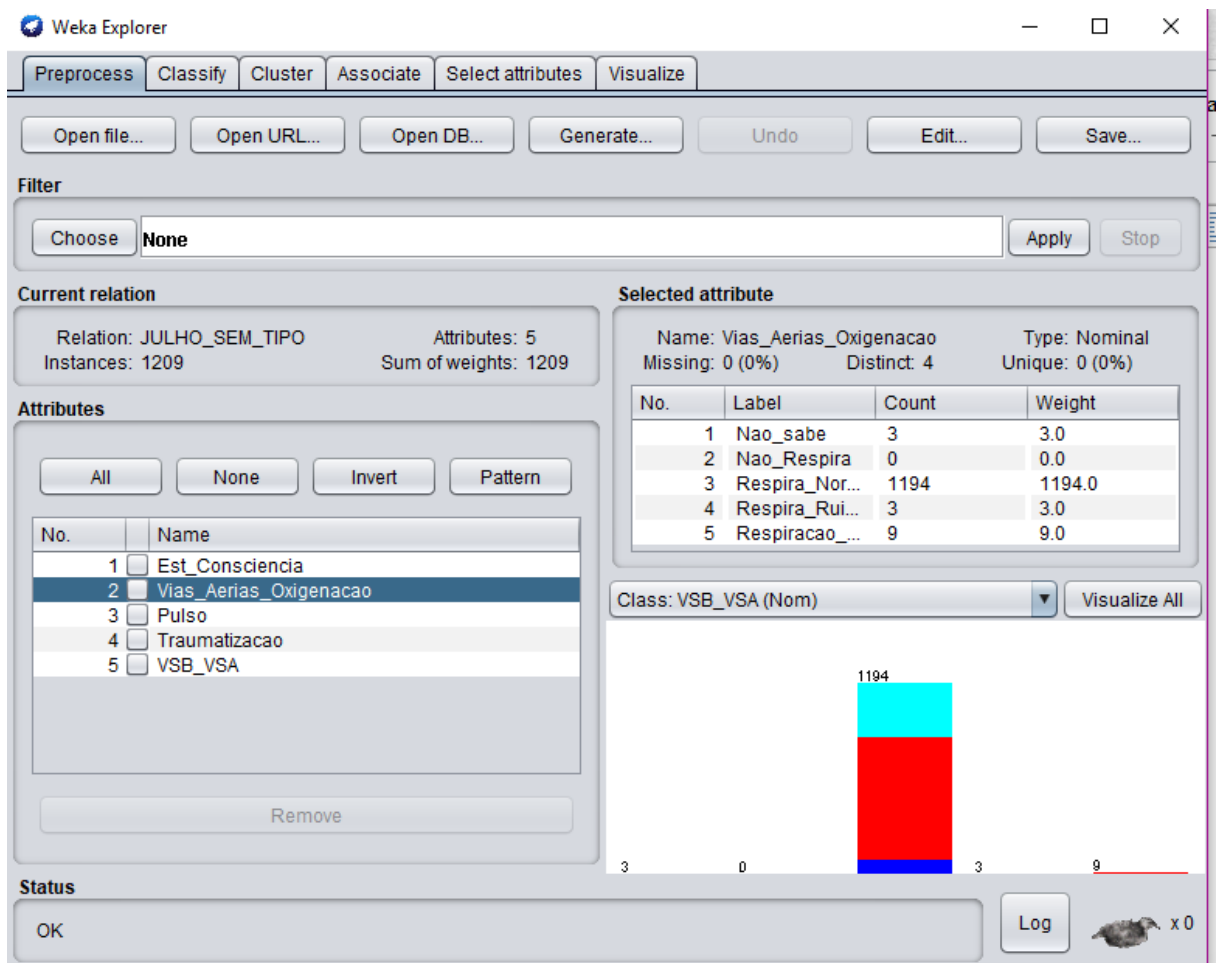 Weka Explorer
Preprocess Classify Cluster Associate Select attributes Visualize
Open file... Open URL... Open DB... Generate... Undo Edit... Save...
Filter
Choose None Apply Stop
Current relation
Relation: JULHO_SEM_TIPO Attributes: 5
Instances: 1209 Sum of weights: 1209
Selected attribute
Name: Vias_Aerias_Oxigenacao Type: Nominal
Missing: 0 (0%) Distinct: 4 Unique: 0 (0%)
No. Label Count Weight
1 Nao_sabe 3 3.0
2 Nao_Respira 0 0.0
3 Respira_Nor... 1194 1194.0
4 Respira_Rui... 3 3.0
5 Respiracao_... 9 9.0
Attributes
All None Invert Pattern
No. Name
1 Est_Consciencia
2 Vias_Aerias_Oxigenacao
3 Pulso
4 Traumatizacao
5 VSB_VSA
Remove
Class: VSB_VSA (Nom) Visualize All
1194
3 0 3 9
Status
OK Log x 0